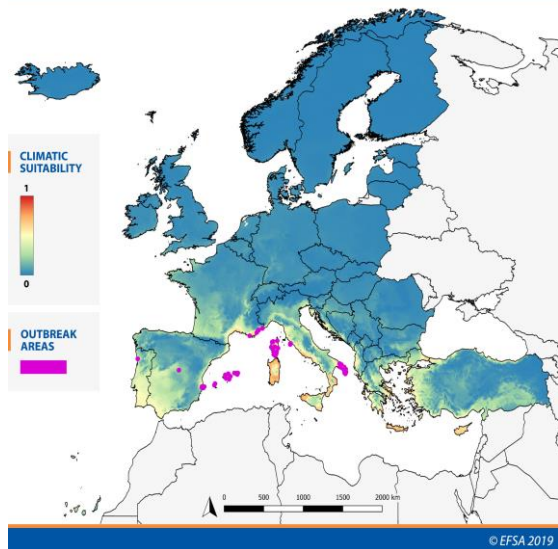 CLIMATIC
SUITABILITY
1
0
OUTBREAK
AREAS
0 500 1000 1500 2000 km
© EFSA 2019